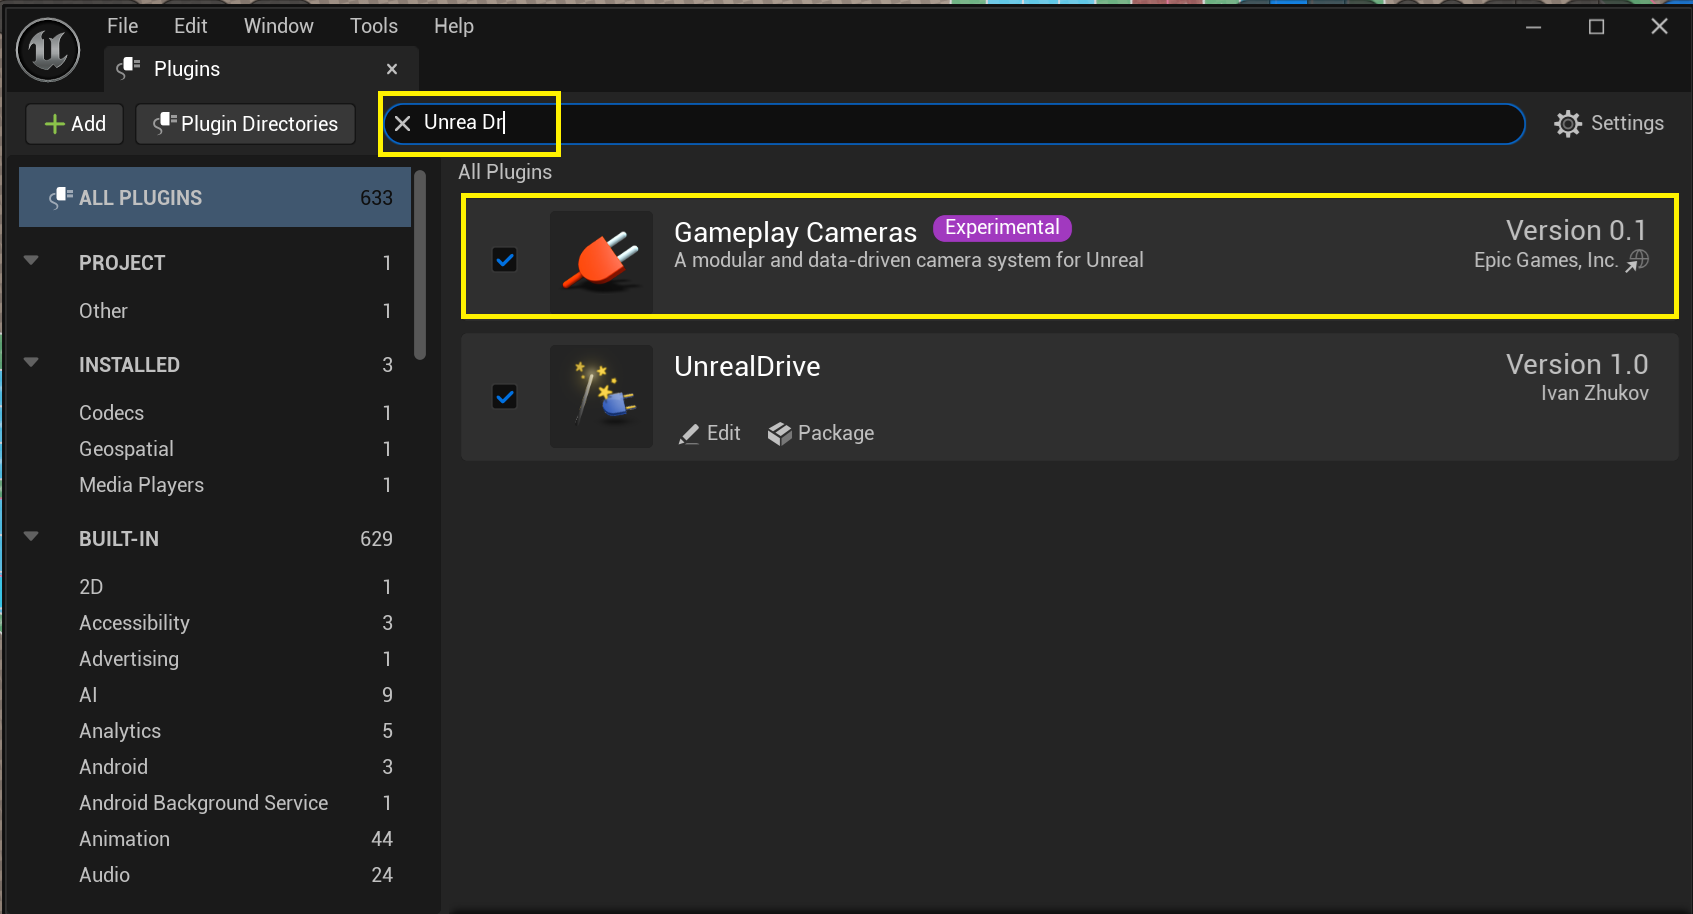 File Edit Window Tools Help
Plugins
Add Plugin Directories Unrea Dr Settings
All Plugins
ALL PLUGINS 633
PROJECT 1
Other 1
INSTALLED 3
Codecs 1
Geospatial 1
Media Players 1
BUILT-IN 629
2D 1
Accessibility 3
Advertising 1
AI 9
Analytics 5
Android 3
Android Background Service 1
Animation 44
Audio 24
Gameplay Cameras Experimental Version 0.1
A modular and data-driven camera system for Unreal Epic Games, Inc.
UnrealDrive Version 1.0
Ivan Zhukov
Edit Package